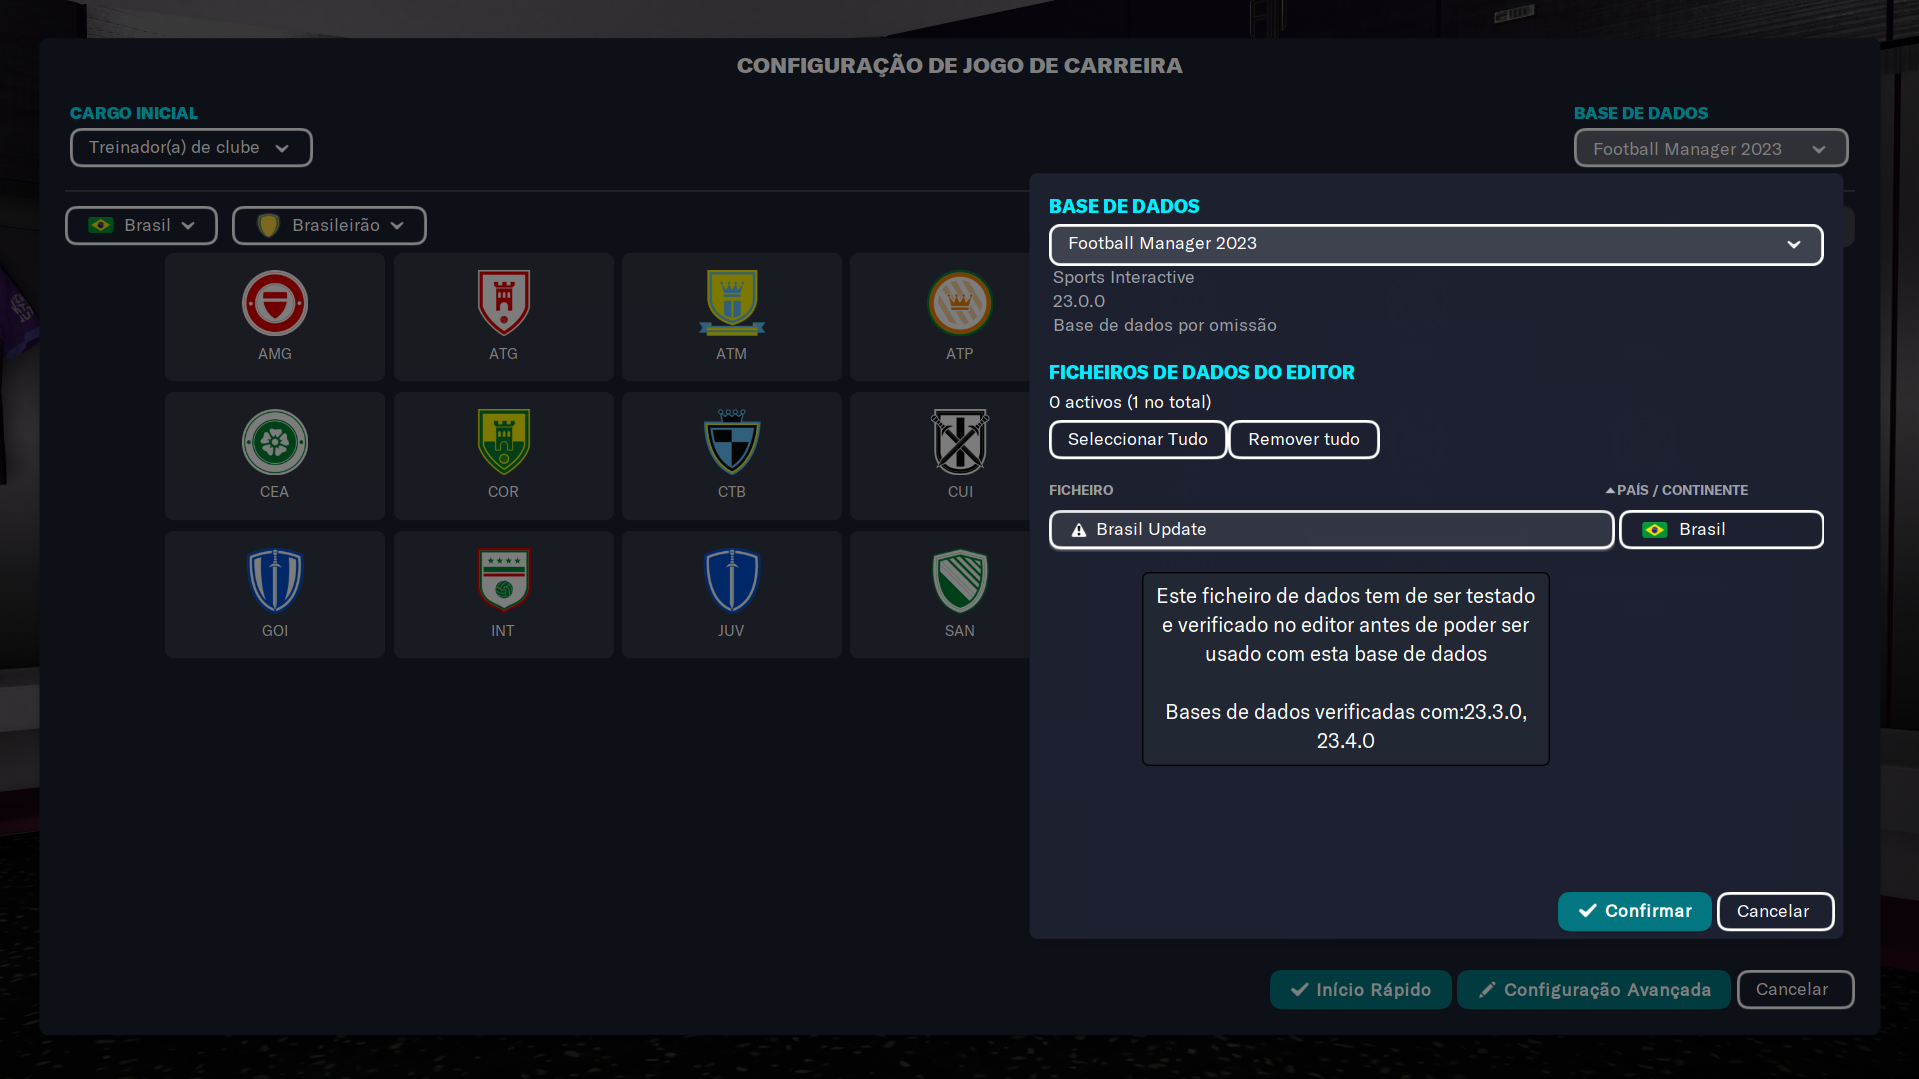 CONFIGURAÇÃO DE JOGO DE CARREIRA
CARGO INICIAL
Treinador(a) de clube
BASE DE DADOS
Football Manager 2023
Brasil
Brasileirão
AMG
ATG
ATM
ATP
CEA
COR
CTB
CUI
GOI
INT
JUV
SAN
BASE DE DADOS
Football Manager 2023
Sports Interactive
23.0.0
Base de dados por omissão
FICHEIROS DE DADOS DO EDITOR
0 activos (1 no total)
Seleccionar Tudo
Remover tudo
FICHEIRO
PAÍS / CONTINENTE
Brasil Update
Brasil
Este ficheiro de dados tem de ser testado
e verificado no editor antes de poder ser
usado com esta base de dados
Bases de dados verificadas com:23.3.0,
23.4.0
Confirmar
Cancelar
Início Rápido
Configuração Avançada
Cancelar